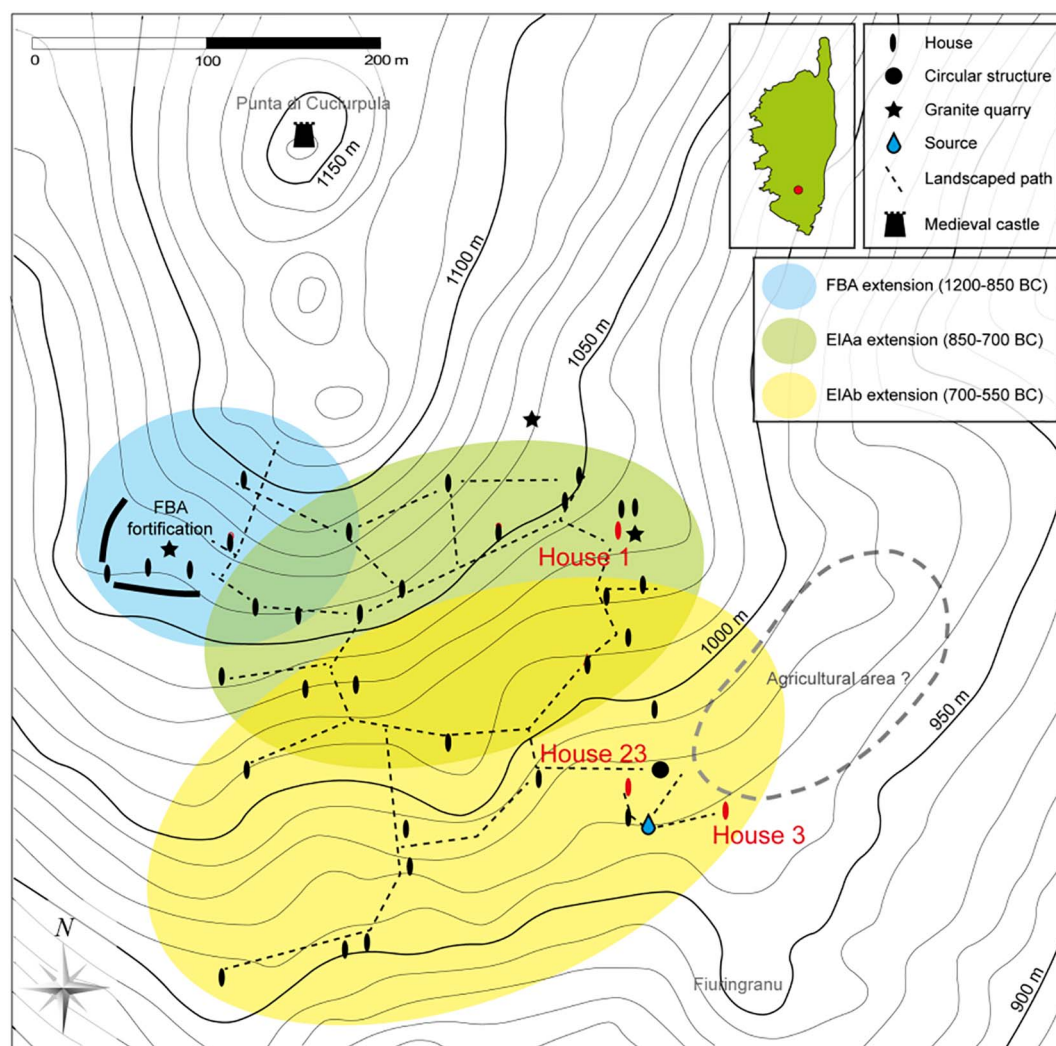 0 100 200 m
Punta di Cuciurpula
1150 m
1100 m
1050 m
House
Circular structure
Granite quarry
Source
Landscaped path
Medieval castle
FBA extension (1200-850 BC)
EIAa extension (850-700 BC)
EIAb extension (700-550 BC)
FBA
fortification
House 1
1000 m
Agricultural area ?
950 m
House 23
House 3
N
Fiuringranu
900 m